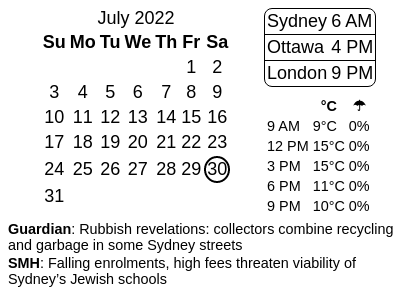 July 2022
Su Mo Tu We Th Fr Sa
1 2
3 4 5 6 7 8 9
10 11 12 13 14 15 16
17 18 19 20 21 22 23
24 25 26 27 28 29 30
31
Sydney 6 AM
Ottawa 4 PM
London 9 PM
°C ☂
9 AM 9°C 0%
12 PM 15°C 0%
3 PM 15°C 0%
6 PM 11°C 0%
9 PM 10°C 0%
Guardian: Rubbish revelations: collectors combine recycling
and garbage in some Sydney streets
SMH: Falling enrolments, high fees threaten viability of
Sydney’s Jewish schools